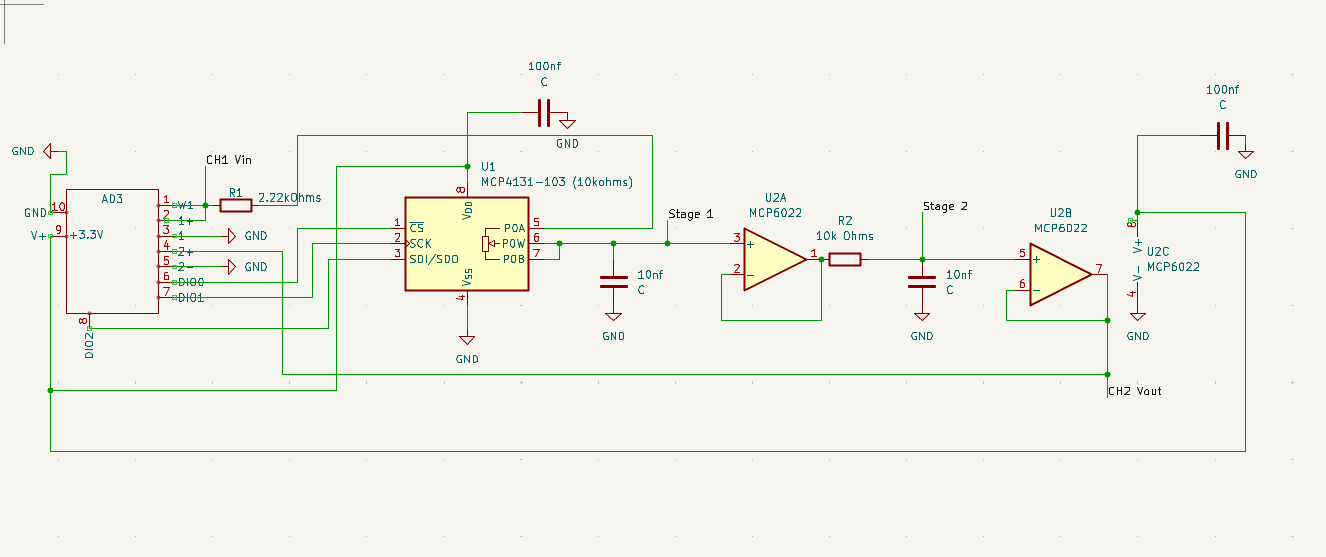 100nf
C
GND
100nf
C
GND
GND
CH1 Vin
AD3
GND
10
V+
9
+3.3V
1
W1
2
1+
3
1-
GND
4
2+
5
2-
GND
6
DIO0
7
DIO1
8
DIO2
R1
2.22kOhms
U1
MCP4131-103 (10kohms)
8
VDD
1
CS
2
SCK
3
SDI/SDO
P0A
5
P0W
6
P0B
7
VSS
4
GND
Stage 1
10nf
C
GND
U2A
MCP6022
3
+
2
-
1
R2
10k Ohms
Stage 2
10nf
C
GND
U2B
MCP6022
5
+
6
-
7
8
V+
U2C
MCP6022
V-
4
GND
CH2 Vout